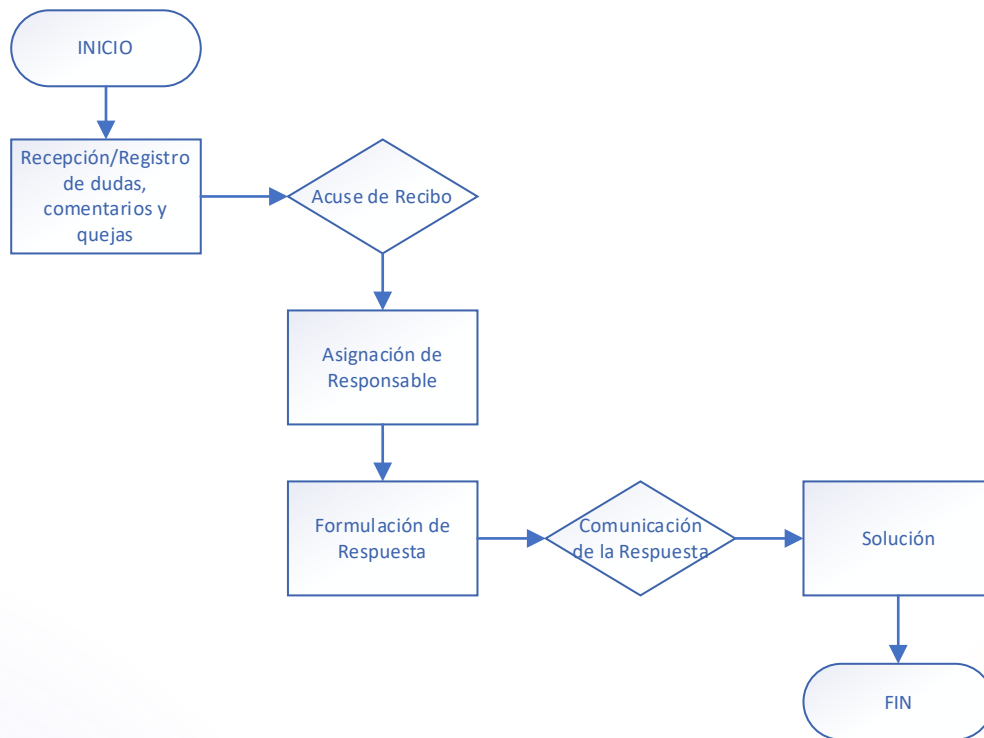 INICIO
Recepción/Registro
de dudas,
comentarios y
quejas
Acuse de Recibo
Asignación de
Responsable
Formulación de
Respuesta
Comunicación
de la Respuesta
Solución
FIN